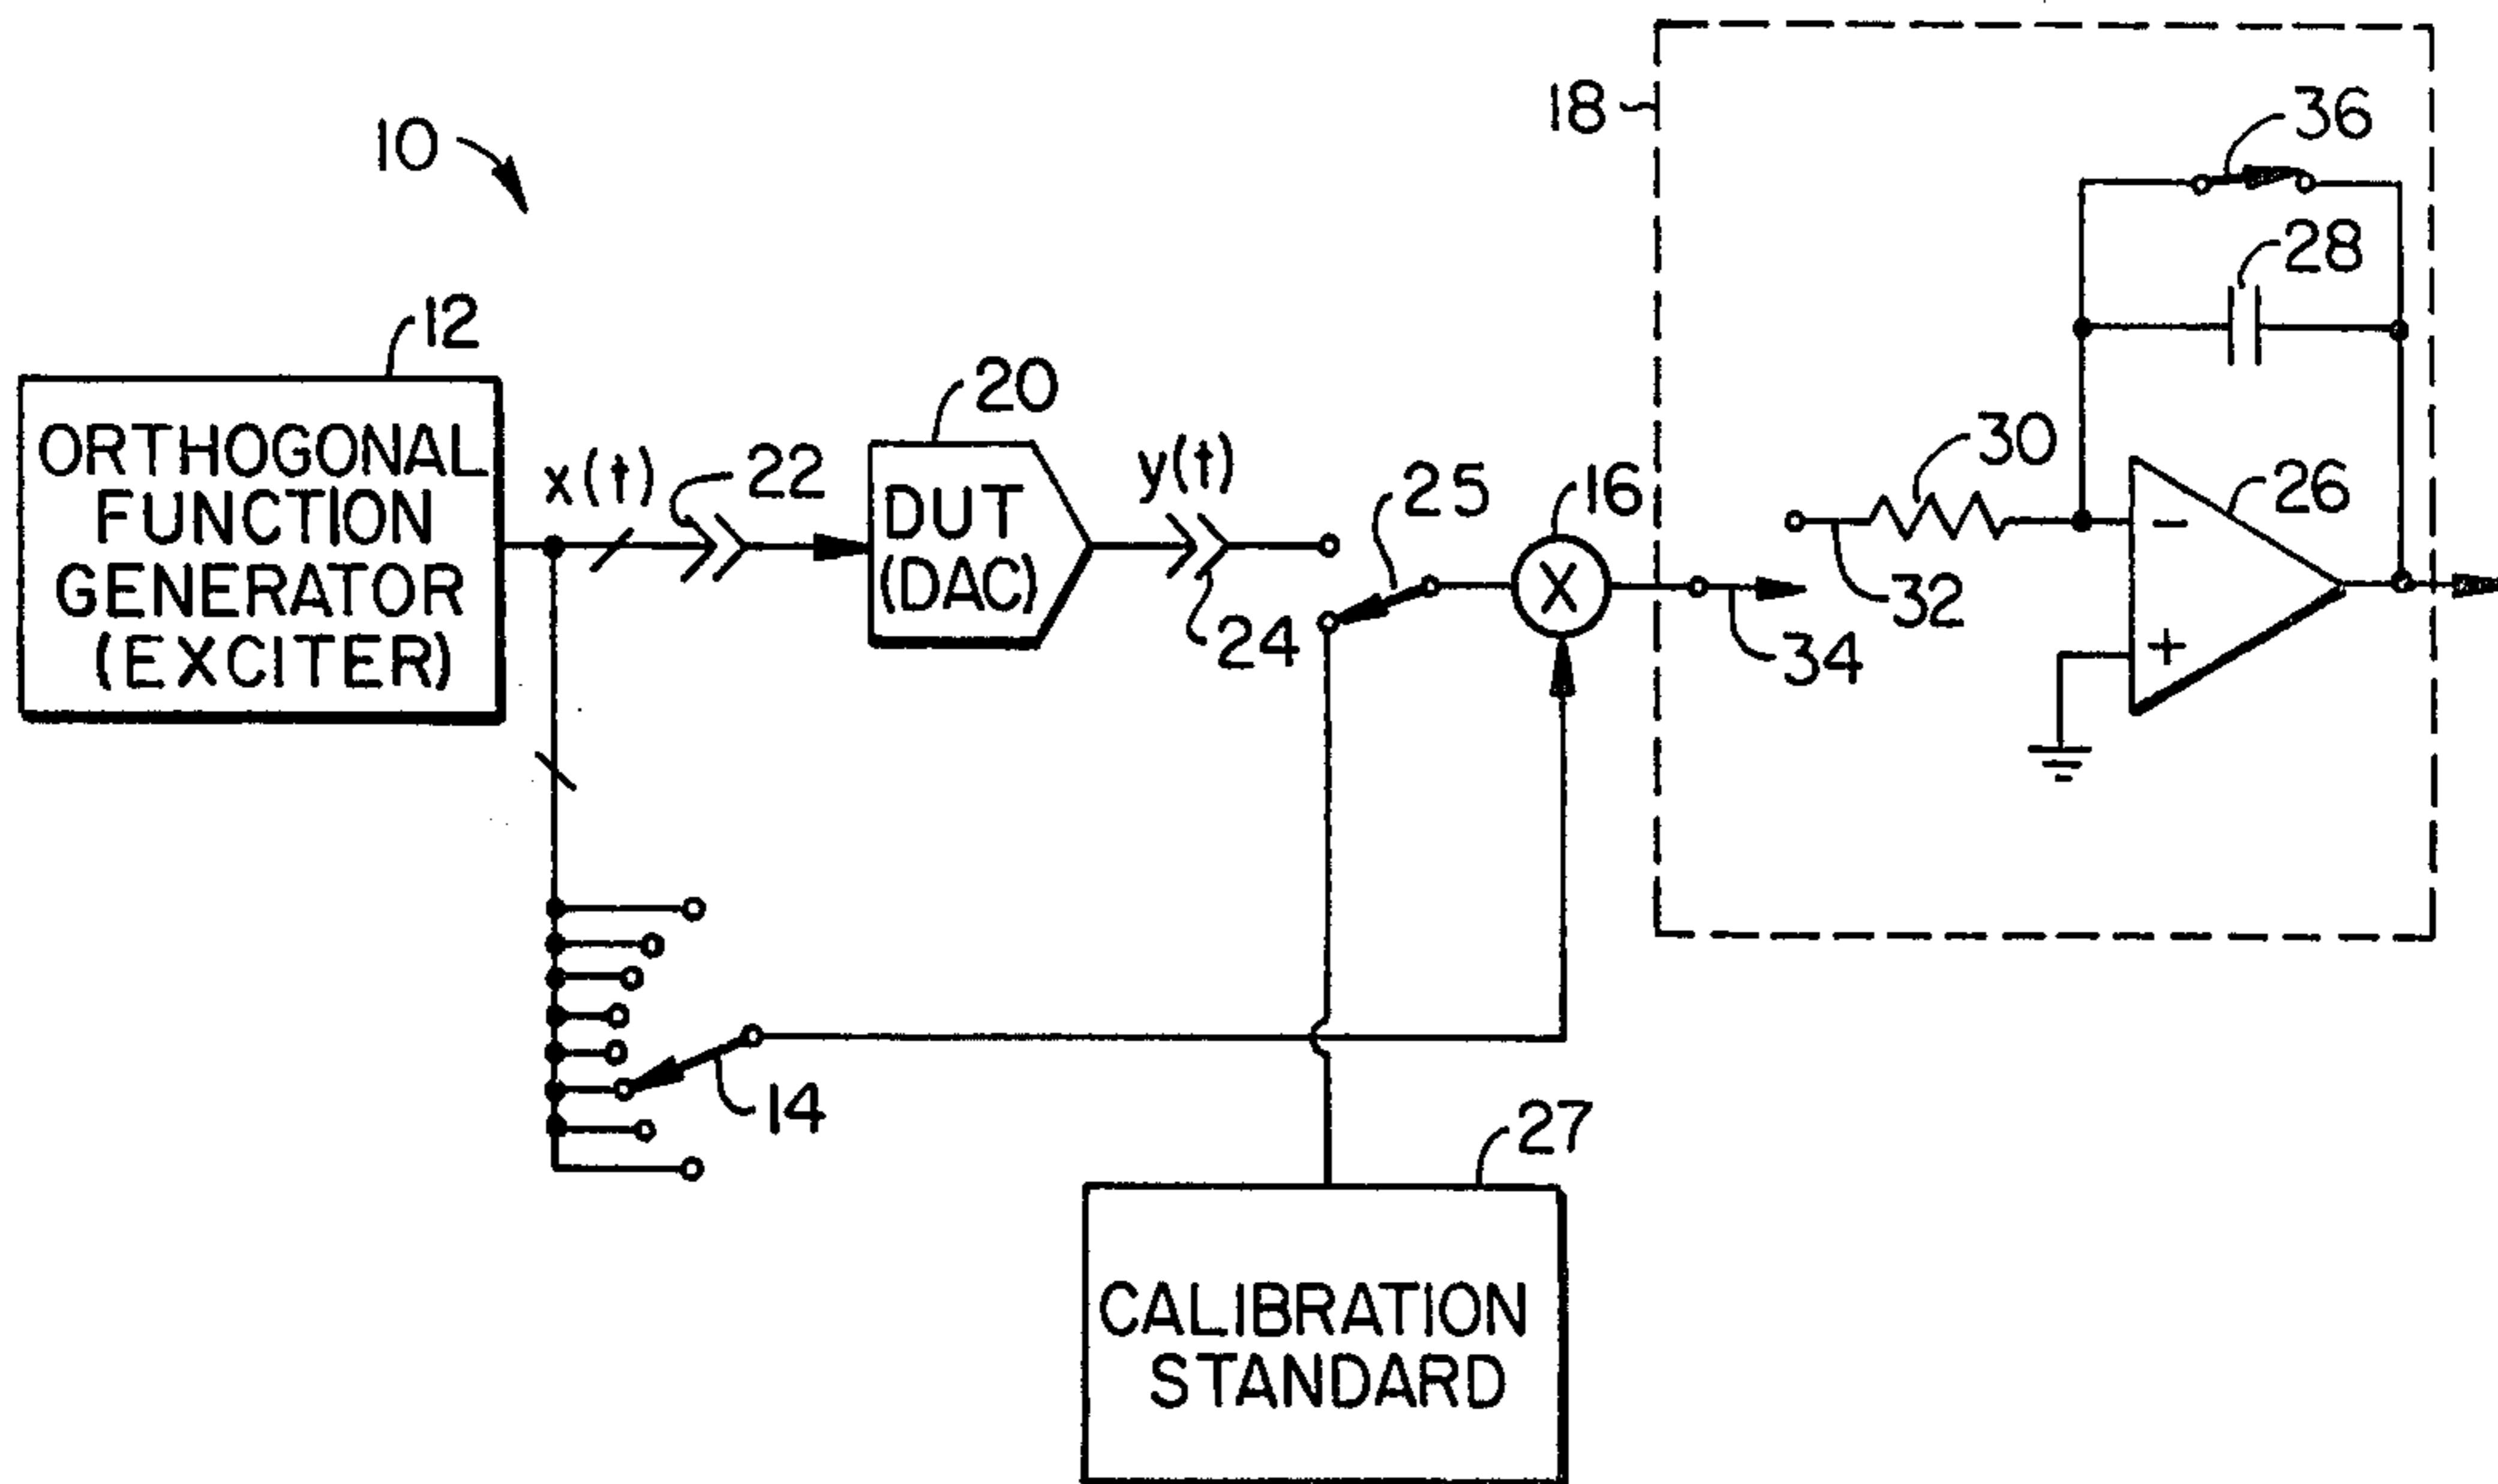 10
12
ORTHOGONAL
FUNCTION
GENERATOR
(EXCITER)
x(t)
22
20
DUT
(DAC)
y(t)
24
25
16
X
18
36
28
30
26
-
+
32
34
14
27
CALIBRATION
STANDARD